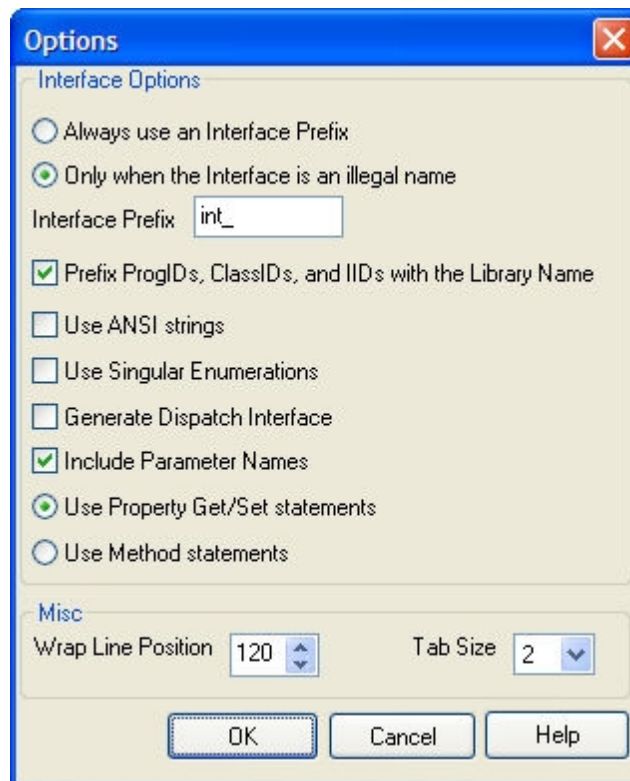 Options
Interface Options
Always use an Interface Prefix
Only when the Interface is an illegal name
Interface Prefix int_
Prefix ProgIDs, ClassIDs, and IIDs with the Library Name
Use ANSI strings
Use Singular Enumerations
Generate Dispatch Interface
Include Parameter Names
Use Property Get/Set statements
Use Method statements
Misc
Wrap Line Position 120 Tab Size 2
OK Cancel Help